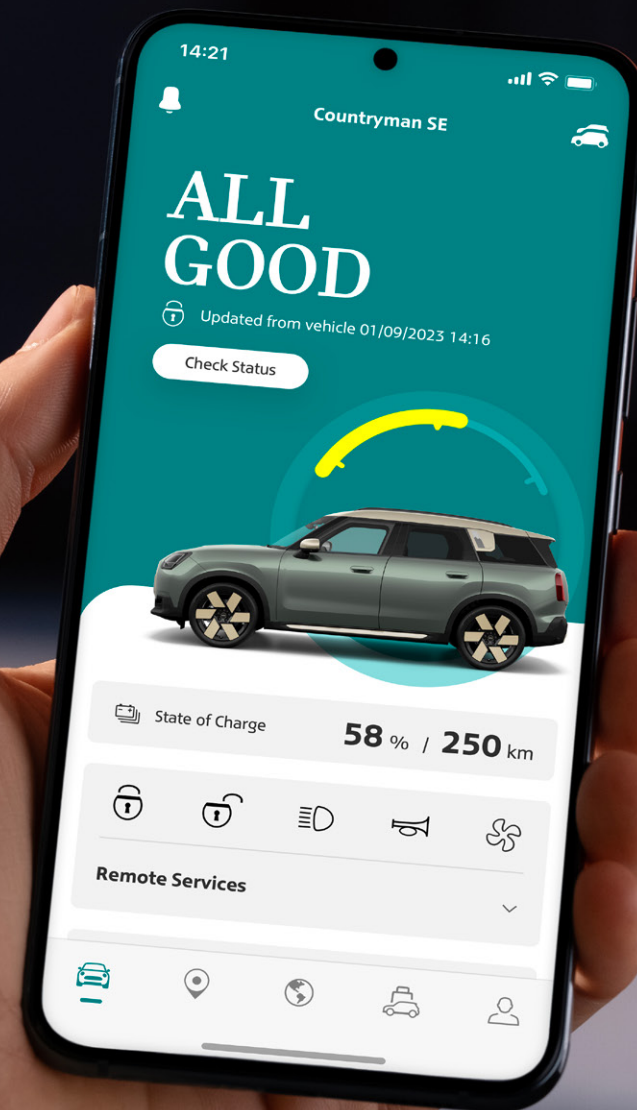 14:21
Countryman SE
ALL
GOOD
Updated from vehicle 01/09/2023 14:16
Check Status
State of Charge 58 % / 250 km
Remote Services